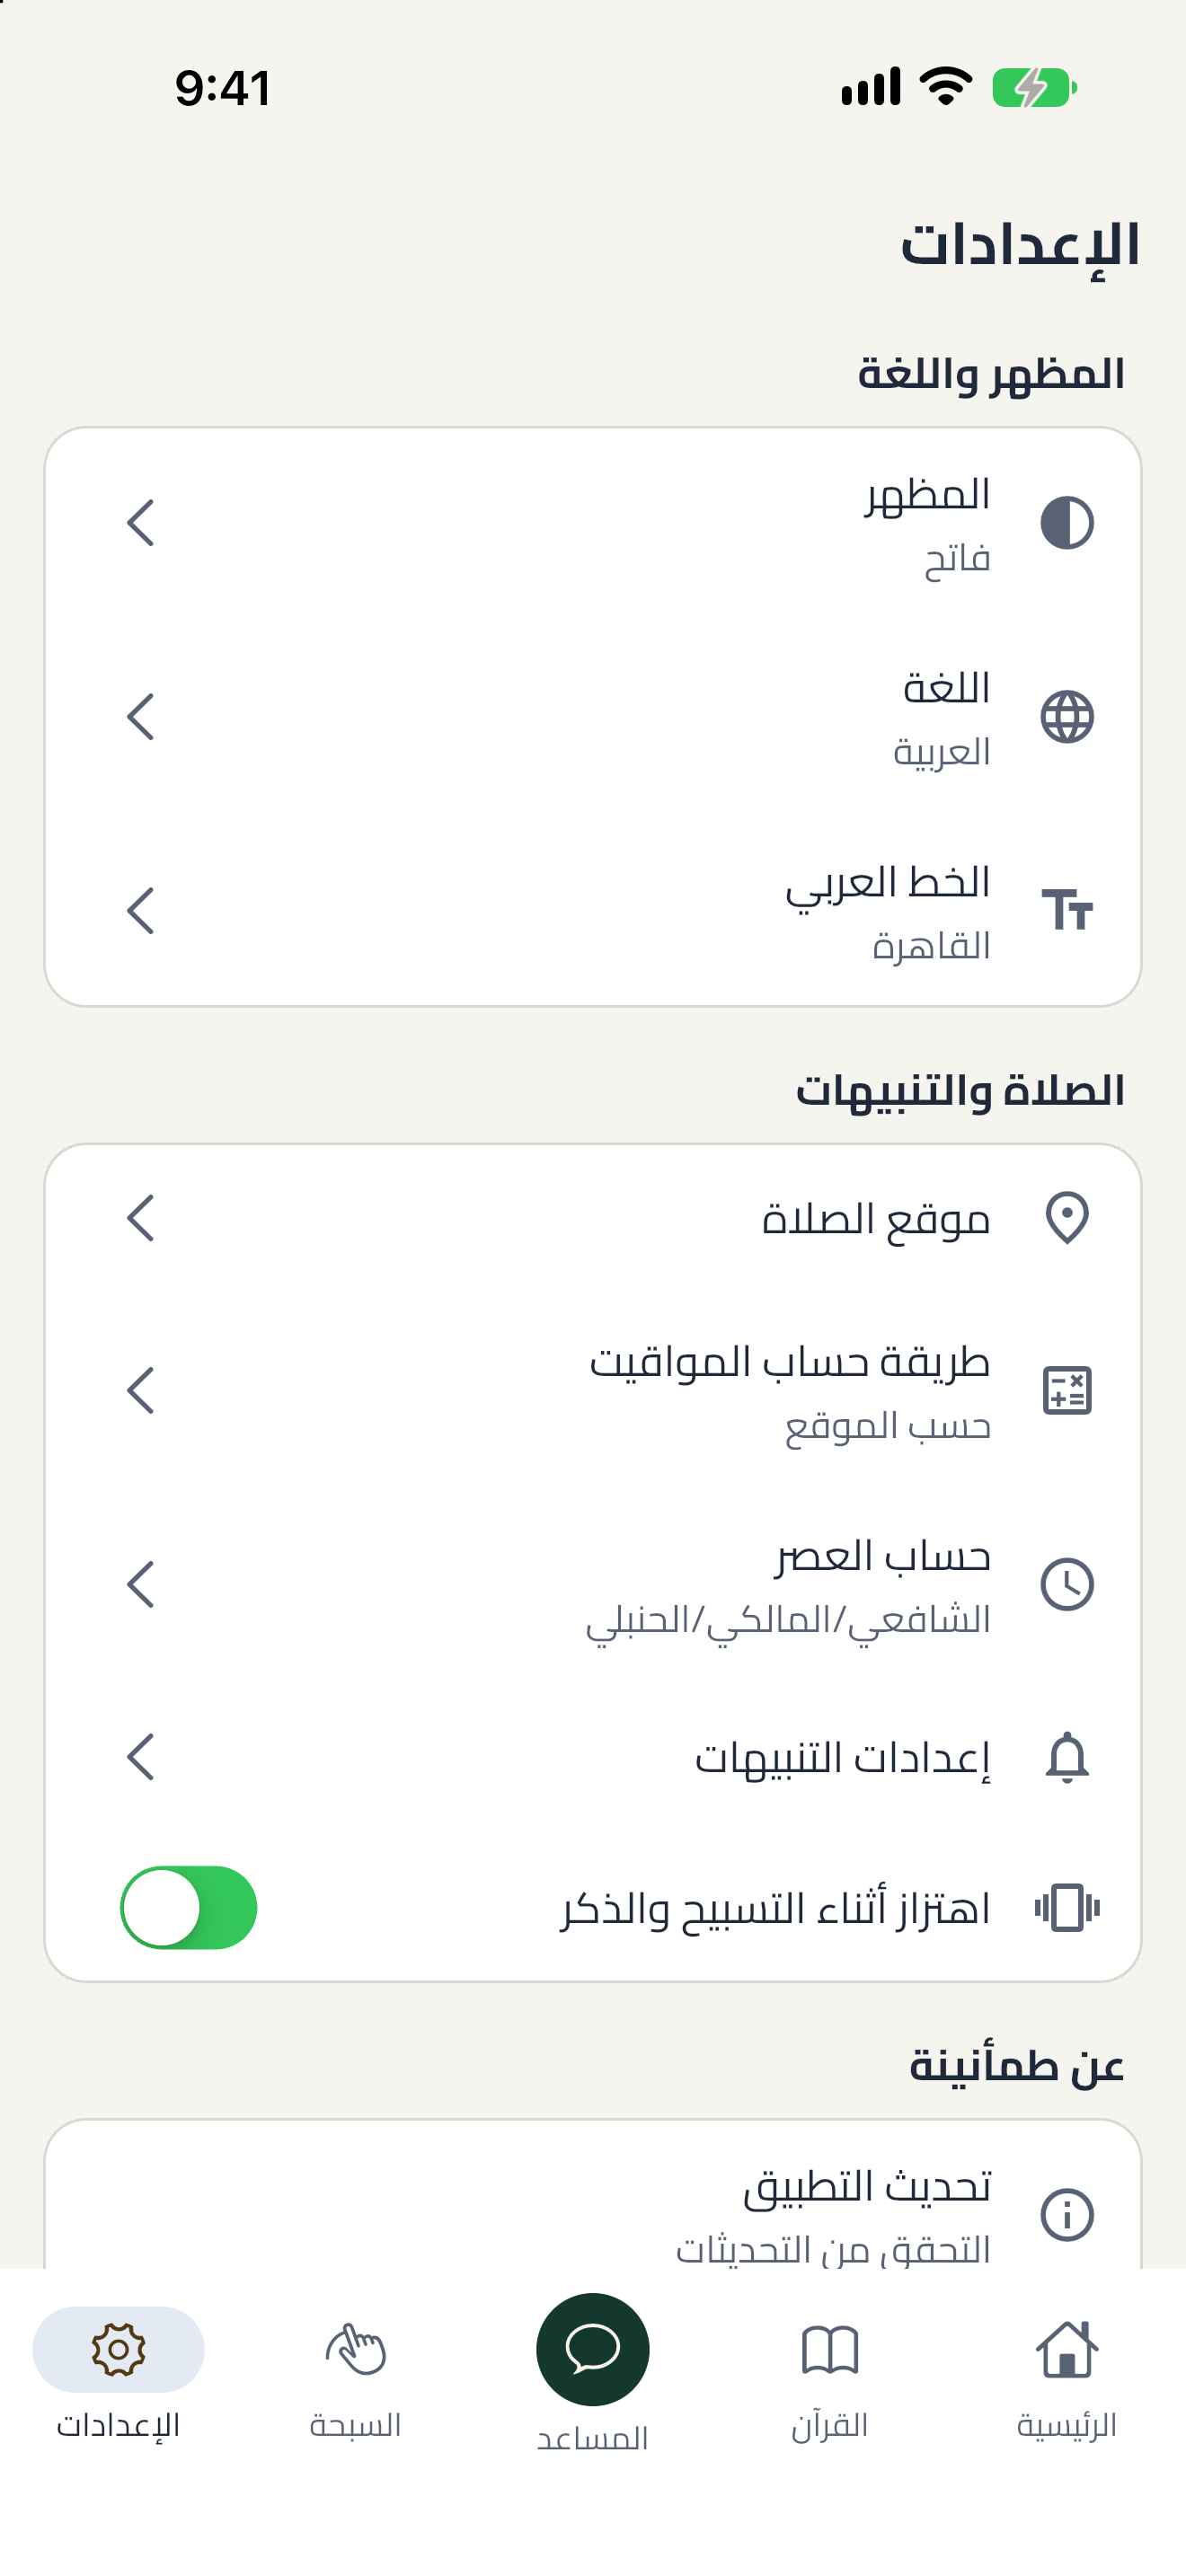 9:41
الإعدادات
المظهر واللغة
المظهر
فاتح
اللغة
العربية
الخط العربي
القاهرة
الصلاة والتنبيهات
موقع الصلاة
طريقة حساب المواقيت
حسب الموقع
حساب العصر
الشافعي/المالكي/الحنبلي
إعدادات التنبيهات
اهتزاز أثناء التسبيح والذكر
عن طمأنينة
تحديث التطبيق
التحقق من التحديثات
الرئيسية
القرآن
المساعد
السبحة
الإعدادات